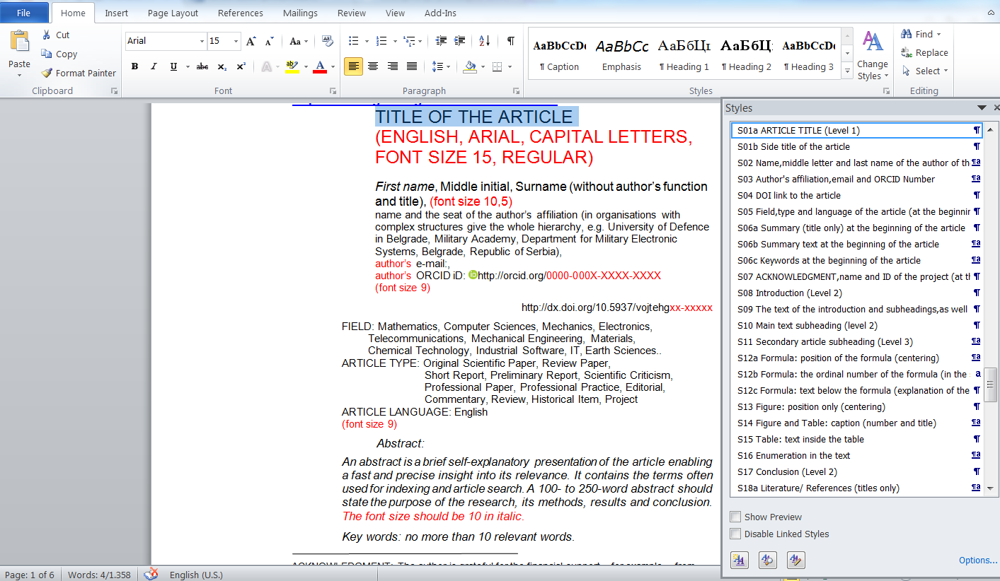 File Home Insert Page Layout References Mailings Review View Add-Ins
Paste
Cut
Copy
Format Painter
Clipboard
Arial 15
Font
Paragraph
AaBbCcDc AaBbCc АаБбЦц АаБбЦц AaBbCcDc
¶ Caption Emphasis ¶ Heading 1 ¶ Heading 2 ¶ Heading 3
Styles
Change
Styles
Find
Replace
Select
Editing
TITLE OF THE ARTICLE
(ENGLISH, ARIAL, CAPITAL LETTERS,
FONT SIZE 15, REGULAR)
First name, Middle initial, Surname (without author’s function
and title), (font size 10,5)
name and the seat of the author’s affiliation (in organisations with
complex structures give the whole hierarchy, e.g. University of Defence
in Belgrade, Military Academy, Department for Military Electronic
Systems, Belgrade, Republic of Serbia),
author’s e-mail:,
author’s ORCID iD: iD http://orcid.org/0000-000X-XXXX-XXXX
(font size 9)
http://dx.doi.org/10.5937/vojtehgxx-xxxxx
FIELD: Mathematics, Computer Sciences, Mechanics, Electronics,
Telecommunications, Mechanical Engineering, Materials,
Chemical Technology, Industrial Software, IT, Earth Sciences..
ARTICLE TYPE: Original Scientific Paper, Review Paper,
Short Report, Preliminary Report, Scientific Criticism,
Professional Paper, Professional Practice, Editorial,
Commentary, Review, Historical Item, Project
ARTICLE LANGUAGE: English
(font size 9)
Abstract:
An abstract is a brief self-explanatory presentation of the article enabling
a fast and precise insight into its relevance. It contains the terms often
used for indexing and article search. A 100- to 250-word abstract should
state the purpose of the research, its methods, results and conclusion.
The font size should be 10 in italic.
Key words: no more than 10 relevant words.
ACKNOWLEDGMENT: The author is grateful for the financial support
Styles
S01a ARTICLE TITLE (Level 1)
S01b Side title of the article
S02 Name,middle letter and last name of the author of th
S03 Author's affiliation,email and ORCID Number
S04 DOI link to the article
S05 Field,type and language of the article (at the beginnin
S06a Summary (title only) at the beginning of the article
S06b Summary text at the beginning of the article
S06c Keywords at the beginning of the article
S07 ACKNOWLEDGMENT,name and ID of the project (at th
S08 Introduction (Level 2)
S09 The text of the introduction and subheadings,as well
S10 Main text subheading (level 2)
S11 Secondary article subheading (Level 3)
S12a Formula: position of the formula (centering)
S12b Formula: the ordinal number of the formula (in the
S12c Formula: text below the formula (explanation of the
S13 Figure: position only (centering)
S14 Figure and Table: caption (number and title)
S15 Table: text inside the table
S16 Enumeration in the text
S17 Conclusion (Level 2)
S18a Literature/ References (titles only)
Show Preview
Disable Linked Styles
Options...
Page: 1 of 6 Words: 4/1.358 English (U.S.)